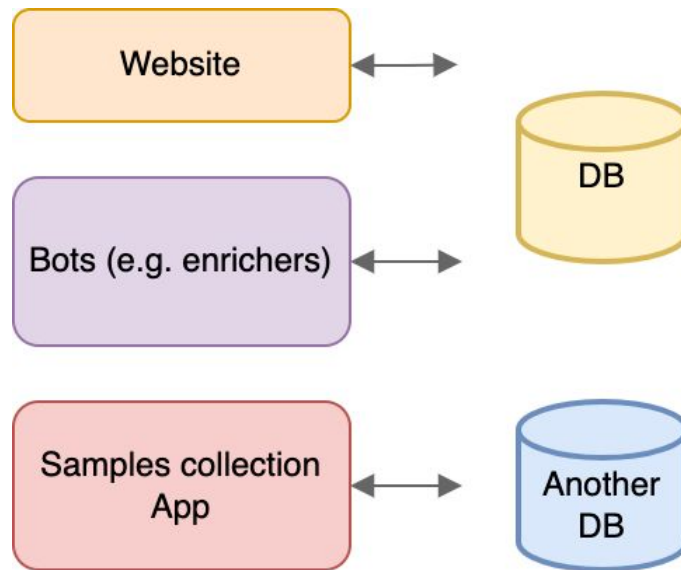 Website
DB
Bots (e.g. enrichers)
Samples collection
App
Another
DB